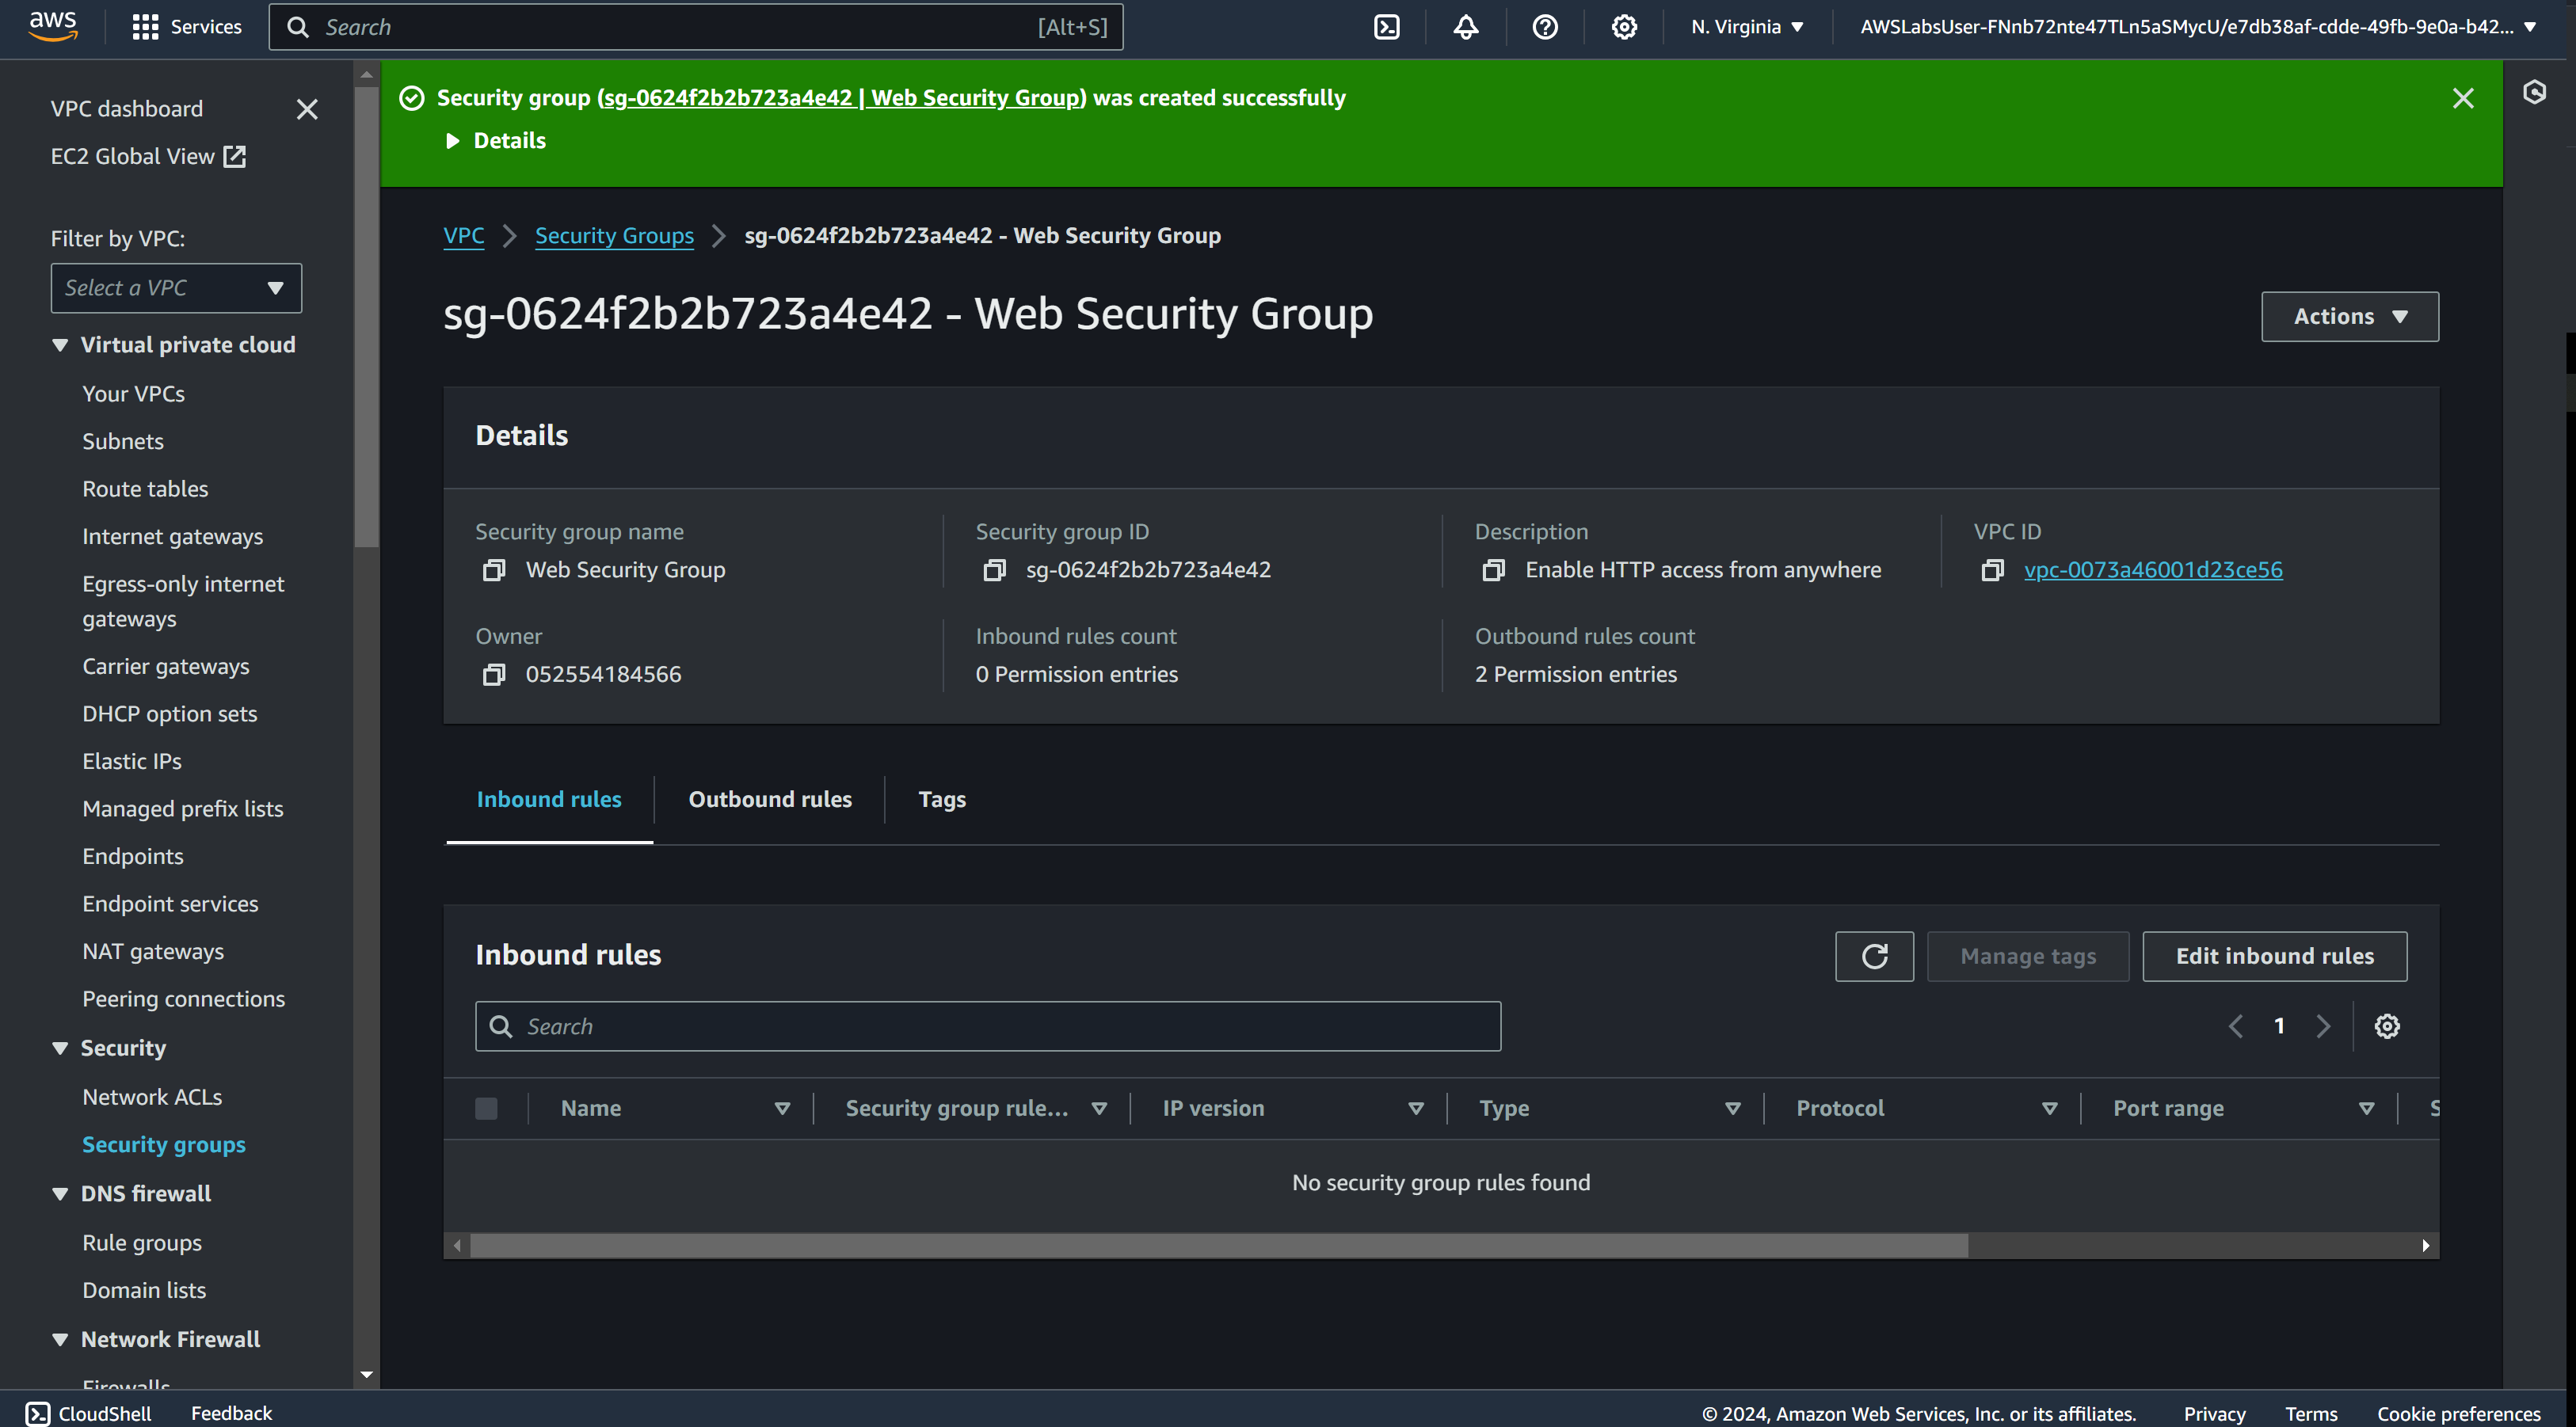 aws
Services
Search
[Alt+S]
N. Virginia
AWSLabsUser-FNnb72nte47TLn5aSMycU/e7db38af-cdde-49fb-9e0a-b42...
VPC dashboard
EC2 Global View
Filter by VPC:
Select a VPC
Virtual private cloud
Your VPCs
Subnets
Route tables
Internet gateways
Egress-only internet
gateways
Carrier gateways
DHCP option sets
Elastic IPs
Managed prefix lists
Endpoints
Endpoint services
NAT gateways
Peering connections
Security
Network ACLs
Security groups
DNS firewall
Rule groups
Domain lists
Network Firewall
Firewalls
Security group (sg-0624f2b2b723a4e42 | Web Security Group) was created successfully
Details
VPC
Security Groups
sg-0624f2b2b723a4e42 - Web Security Group
sg-0624f2b2b723a4e42 - Web Security Group
Actions
Details
Security group name
Web Security Group
Security group ID
sg-0624f2b2b723a4e42
Description
Enable HTTP access from anywhere
VPC ID
vpc-0073a46001d23ce56
Owner
052554184566
Inbound rules count
0 Permission entries
Outbound rules count
2 Permission entries
Inbound rules
Outbound rules
Tags
Inbound rules
Manage tags
Edit inbound rules
Search
1
Name
Security group rule...
IP version
Type
Protocol
Port range
No security group rules found
CloudShell
Feedback
© 2024, Amazon Web Services, Inc. or its affiliates.
Privacy
Terms
Cookie preferences